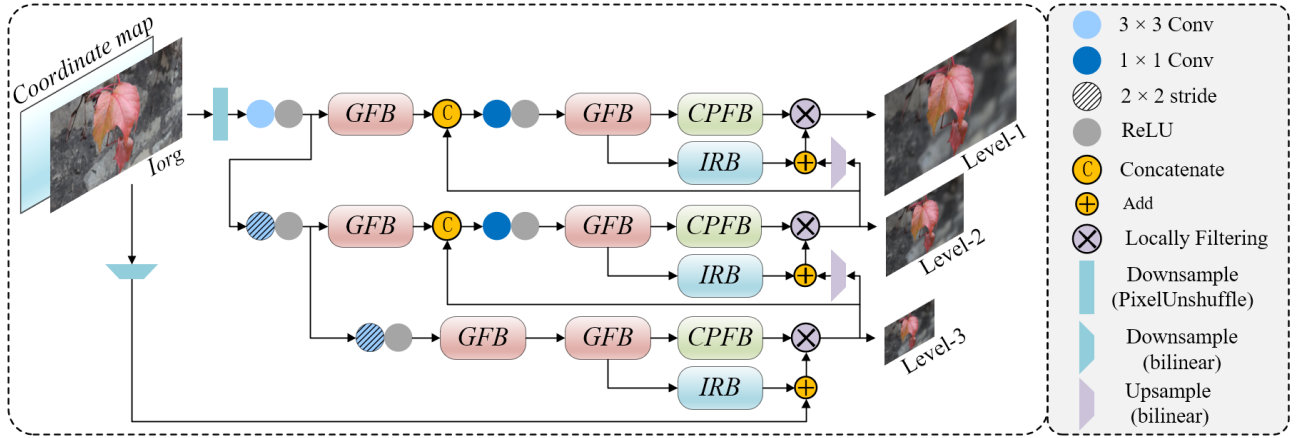 Coordinate map
Iorg
GFB
C
GFB
CPFB
IRB
Level-1
GFB
C
GFB
CPFB
IRB
Level-2
GFB
GFB
CPFB
IRB
Level-3
3 × 3 Conv
1 × 1 Conv
2 × 2 stride
ReLU
C
Concatenate
Add
Locally Filtering
Downsample
(PixelUnshuffle)
Downsample
(bilinear)
Upsample
(bilinear)